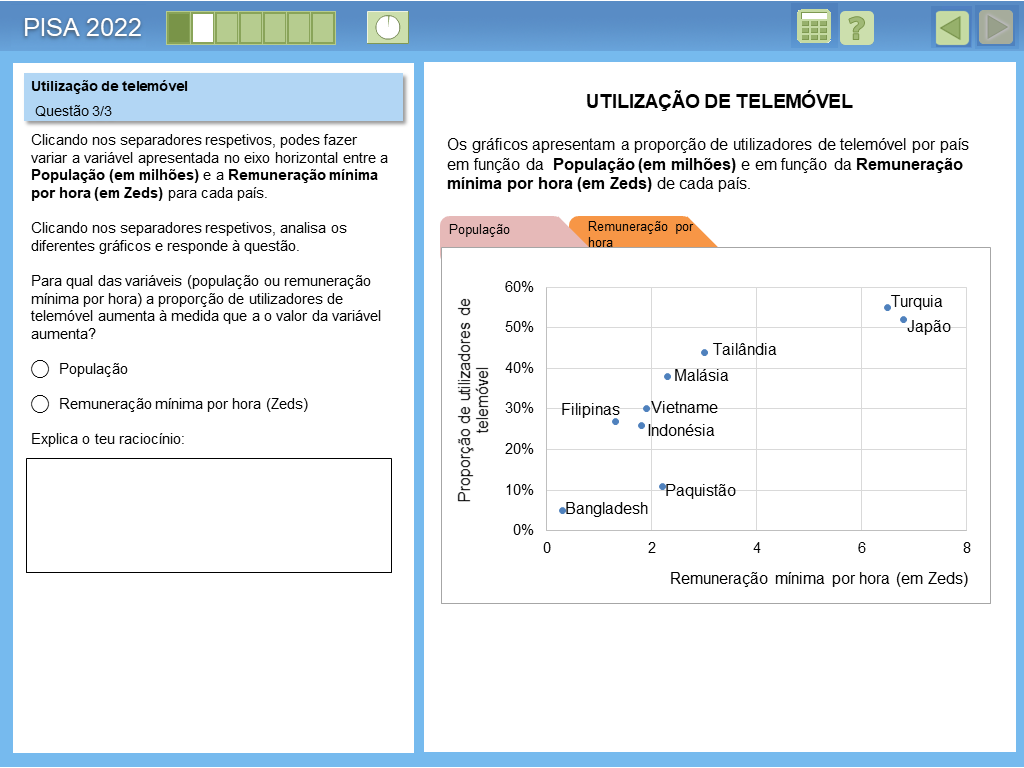 PISA 2022
?
Utilização de telemóvel
Questão 3/3
Clicando nos separadores respetivos, podes fazer
variar a variável apresentada no eixo horizontal entre a
População (em milhões) e a Remuneração mínima
por hora (em Zeds) para cada país.
Clicando nos separadores respetivos, analisa os
diferentes gráficos e responde à questão.
Para qual das variáveis (população ou remuneração
mínima por hora) a proporção de utilizadores de
telemóvel aumenta à medida que a o valor da variável
aumenta?
População
Remuneração mínima por hora (Zeds)
Explica o teu raciocínio:
UTILIZAÇÃO DE TELEMÓVEL
Os gráficos apresentam a proporção de utilizadores de telemóvel por país
em função da População (em milhões) e em função da Remuneração
mínima por hora (em Zeds) de cada país.
População
Remuneração por
hora
Proporção de utilizadores de
telemóvel
60%
50%
40%
30%
20%
10%
0%
Turquia
Japão
Tailândia
Malásia
Filipinas
Vietname
Indonésia
Paquistão
Bangladesh
0 2 4 6 8
Remuneração mínima por hora (em Zeds)